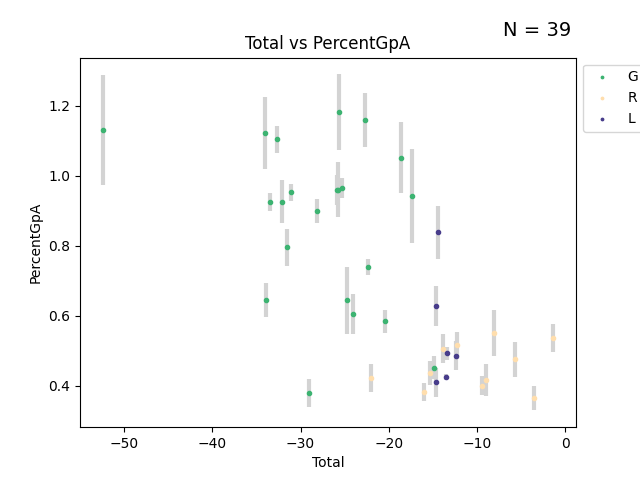 N = 39
Total vs PercentGpA
G
R
L
1.2
1.0
0.8
0.6
0.4
PercentGpA
−50 −40 −30 −20 −10 0
Total